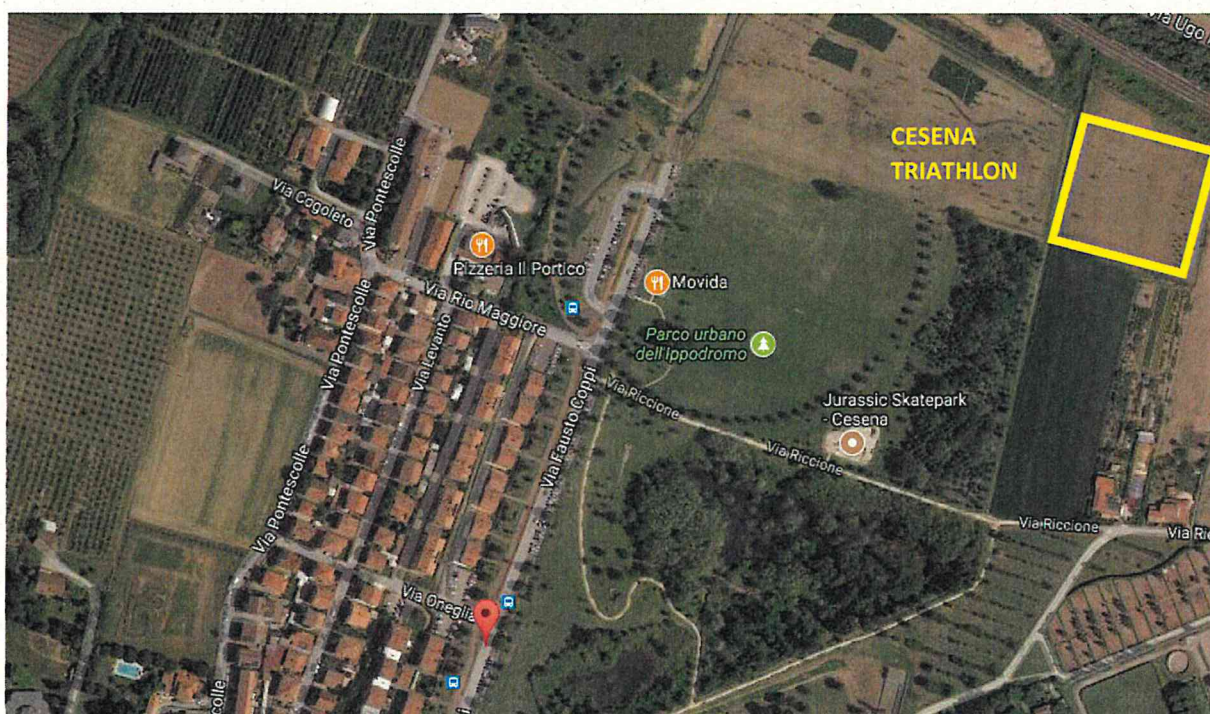 Via Ugo
CESENA
TRIATHLON
Via Pontescolle
Via Cogoleto
Pizzeria Il Portico
Movida
Via Rio Maggiore
Parco urbano
dell'Ippodromo
Via Pontescolle
Via Levanto
Via Riccione
Jurassic Skatepark
- Cesena
Via Fausto Coppi
Via Riccione
Via Pontescolle
Via Riccione
Via Ri
Via Oneglia
scolle